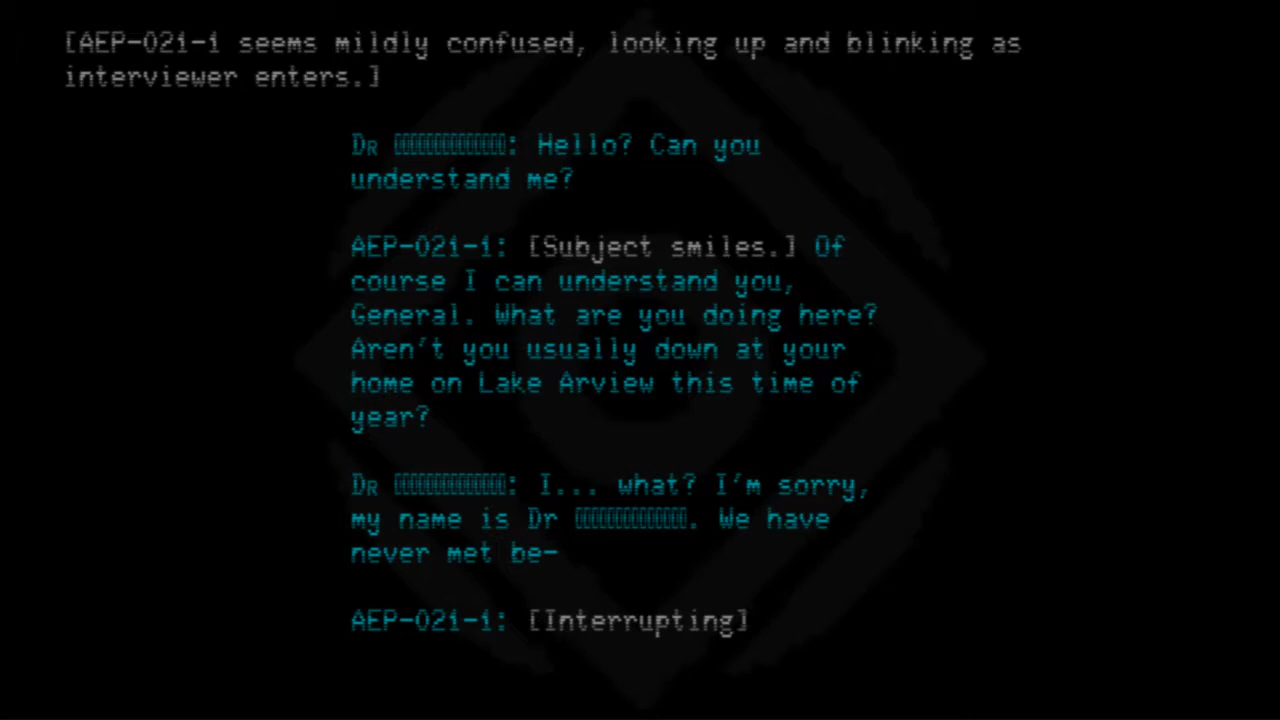 [AEP-021-1 seems mildly confused, looking up and blinking as
interviewer enters.]
Dr ▯▯▯▯▯▯▯▯▯▯▯▯▯▯: Hello? Can you
understand me?
AEP-021-1: [Subject smiles.] Of
course I can understand you,
General. What are you doing here?
Aren't you usually down at your
home on Lake Arview this time of
year?
Dr ▯▯▯▯▯▯▯▯▯▯▯▯▯▯: I... what? I'm sorry,
my name is Dr ▯▯▯▯▯▯▯▯▯▯▯▯▯▯. We have
never met be-
AEP-021-1: [Interrupting]